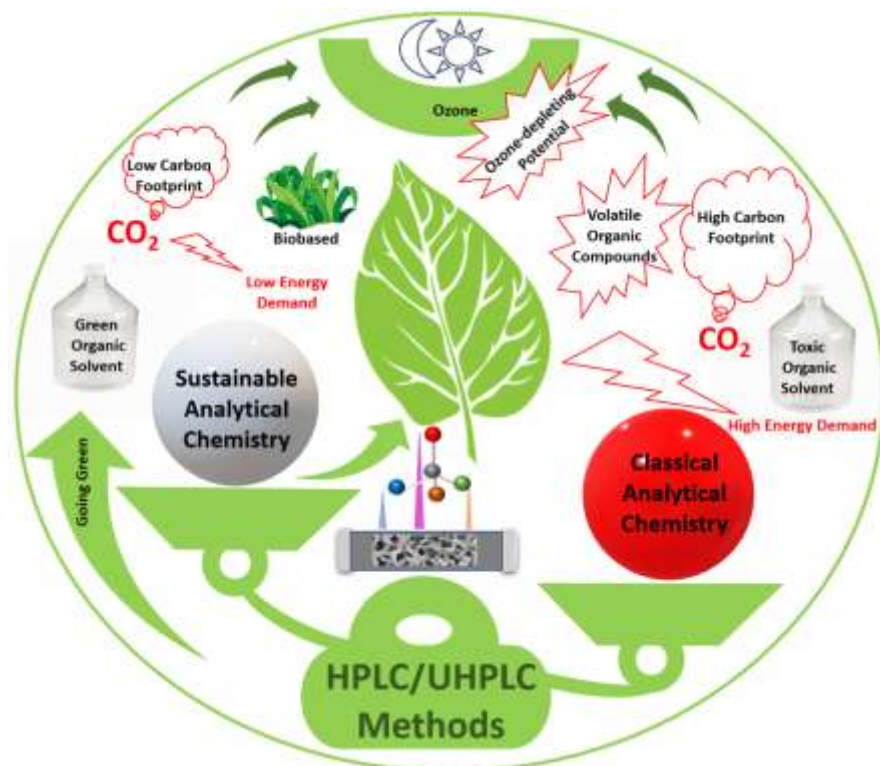 Ozone
Ozone-depleting
Potential
Low Carbon
Footprint
CO2
Biobased
Low Energy
Demand
Volatile
Organic
Compounds
High Carbon
Footprint
CO2
Green
Organic
Solvent
Toxic
Organic
Solvent
Sustainable
Analytical
Chemistry
High Energy Demand
Classical
Analytical
Chemistry
Going Green
HPLC/UHPLC
Methods